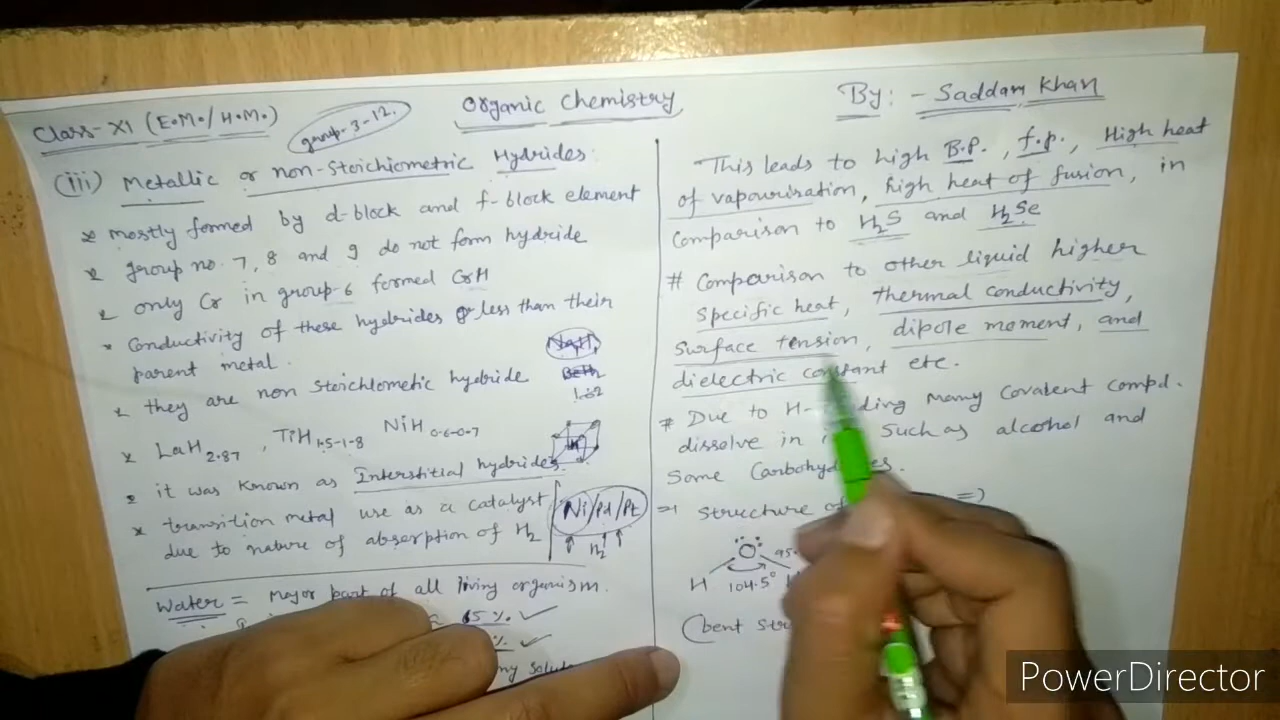 Class-XI (E.M./H.M.)
group-3-12.
Organic Chemistry
By:- Saddam Khan
(iii) Metallic or non-Stoichiometric Hydrides:
* mostly formed by d-block and f-block element
* group no. 7, 8 and 9 do not form hydride
* only Cr in group-6 formed CrH
* Conductivity of these hydrides less than their
parent metal.
* they are non stoichiometric hydride
* LaH2.87, TiH1.5-1.8 NiH0.6-0.7
* it was known as Interstitial hydrides
* transition metal use as a catalyst
due to nature of absorption of H2
Ni/Pd/Pt
H2
Water = Major part of all living organism.
65%
%
This leads to high B.P., f.p., High heat
of vapourisation, high heat of fusion, in
Comparison to H2S and H2Se
# Comparison to other liquid higher
Specific heat, thermal conductivity,
Surface tension, dipole moment, and
dielectric constant etc.
# Due to H- many Covalent compd.
dissolve in Such as alcohol and
Some
=> Structure of =>
O
H
104.5°
(bent
PowerDirector